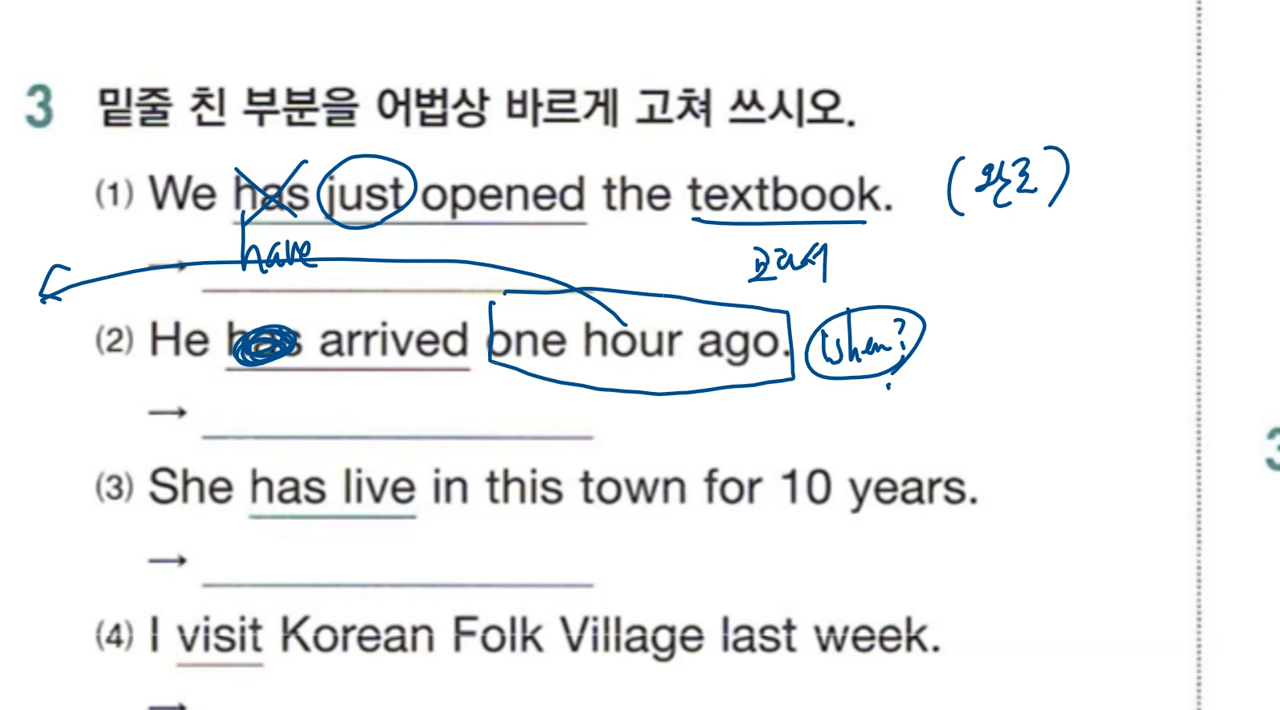 3 밑줄 친 부분을 어법상 바르게 고쳐 쓰시오.
(1) We has just opened the textbook. (완료)
have
교과서
→
(2) He has arrived one hour ago. When?
→
(3) She has live in this town for 10 years.
→
(4) I visit Korean Folk Village last week.
→
3